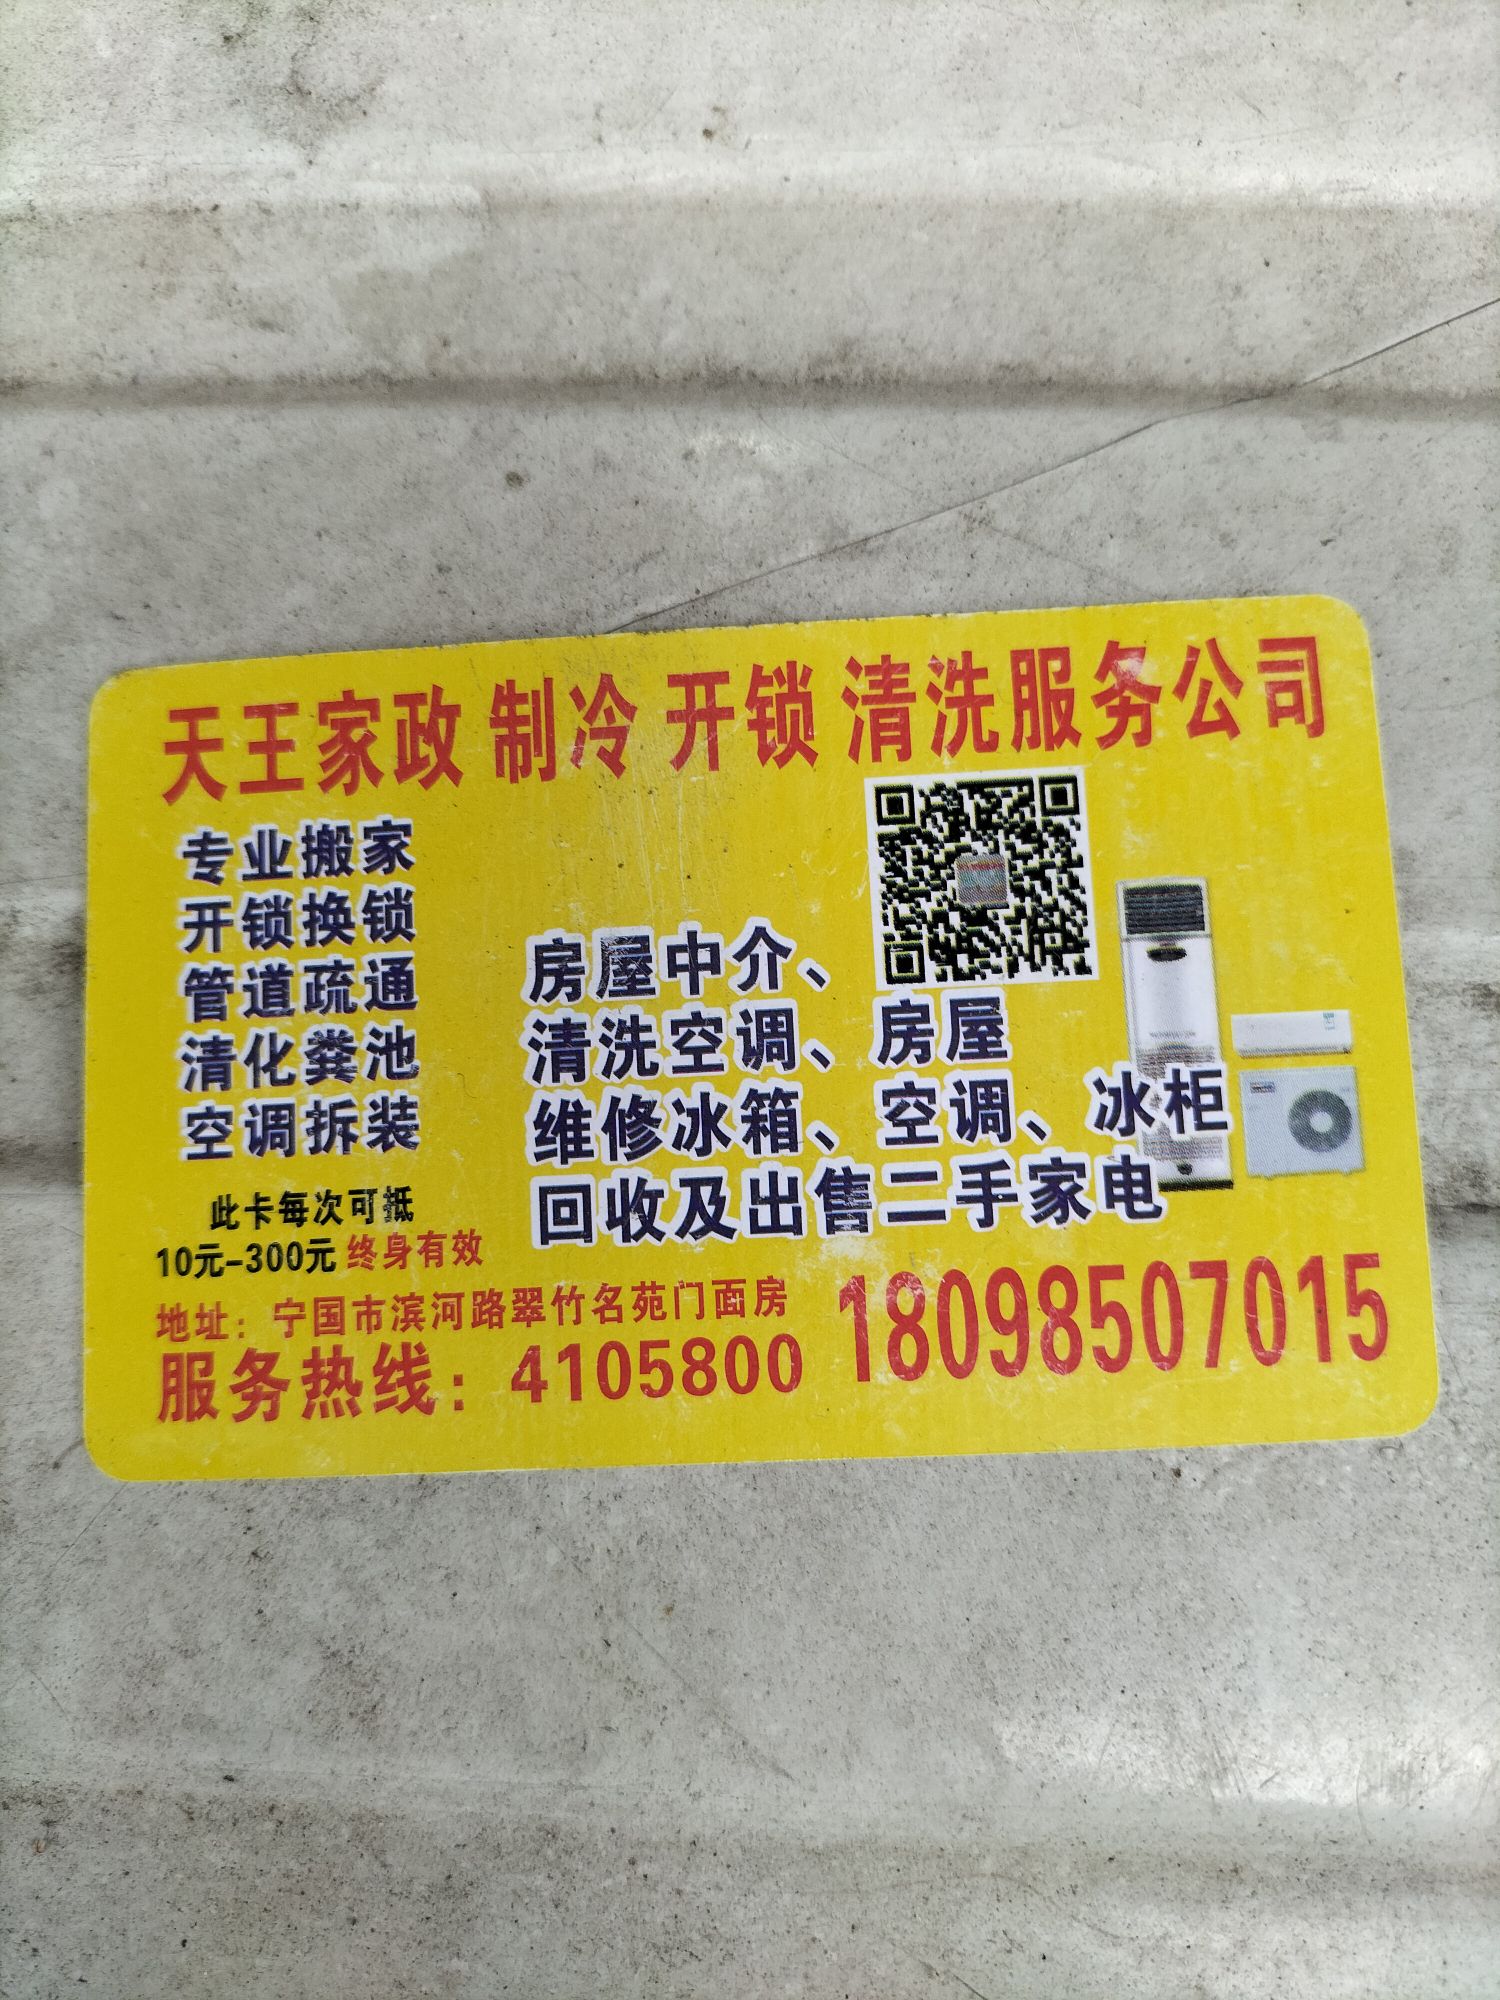 天王家政 制冷 开锁 清洗服务公司
专业搬家
开锁换锁
管道疏通
清化粪池
空调拆装
房屋中介、
清洗空调、房屋
维修冰箱、空调、冰柜
回收及出售二手家电
此卡每次可抵
10元-300元 终身有效
地址：宁国市滨河路翠竹名苑门面房
服务热线：4105800 18098507015